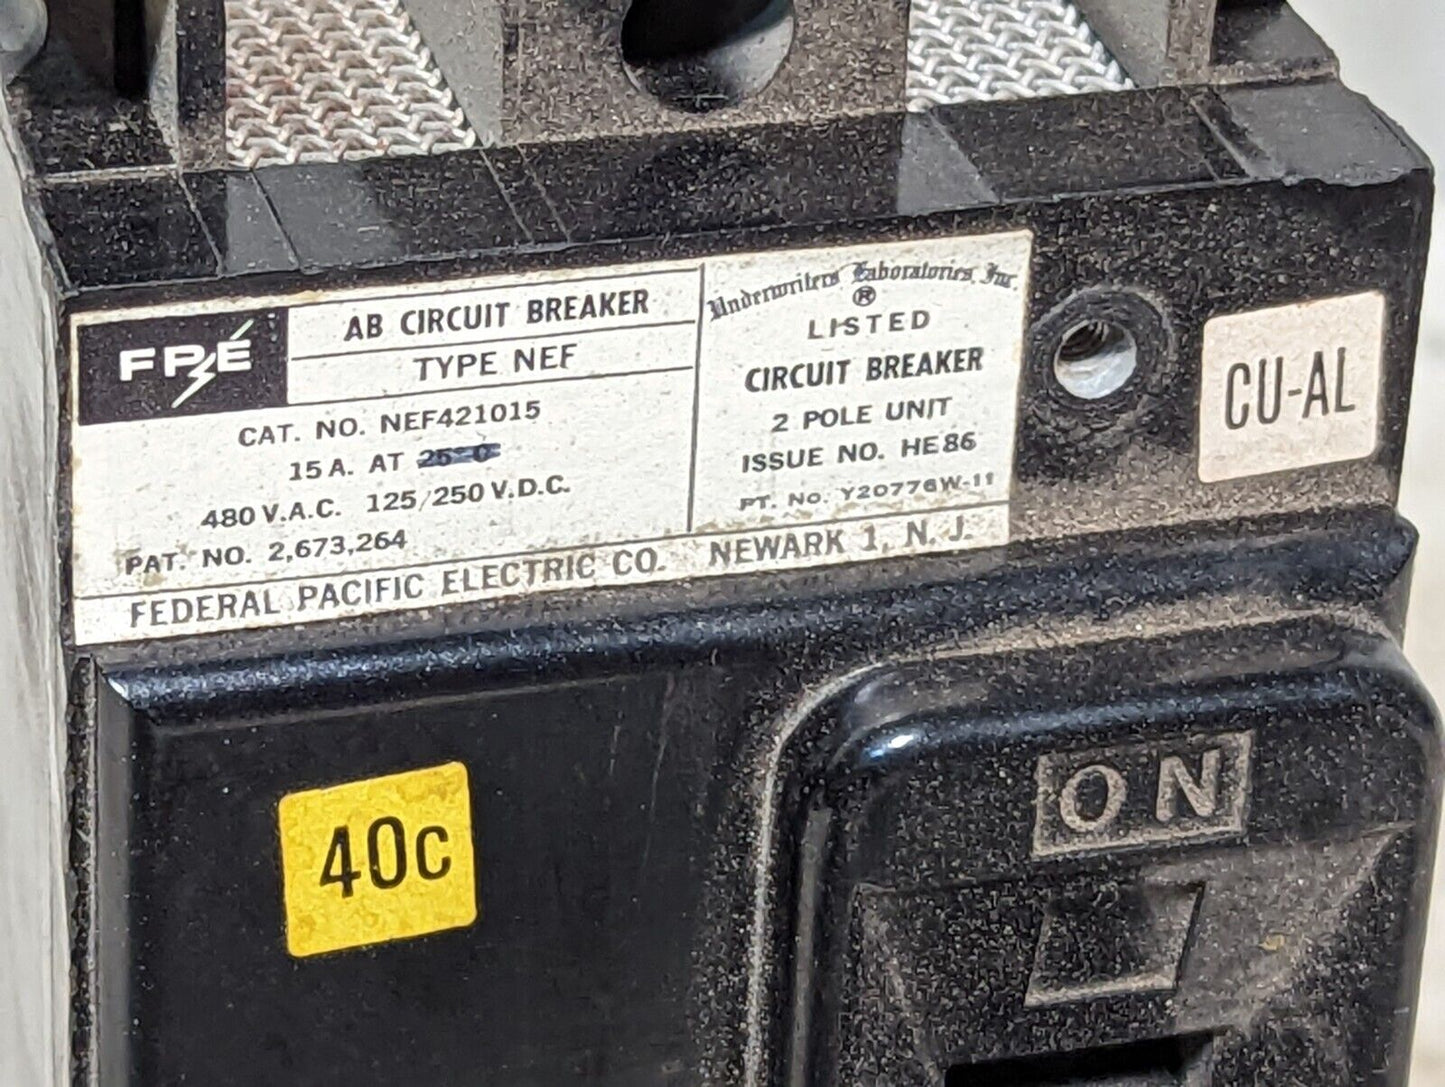 FPÉ
AB CIRCUIT BREAKER
TYPE NEF
CAT. NO. NEF421015
15 A. AT 25°C
480 V.A.C. 125/250 V.D.C.
PAT. NO. 2,673,264
Underwriters' Laboratories, Inc.
®
LISTED
CIRCUIT BREAKER
2 POLE UNIT
ISSUE NO. HE86
PT. No. Y20776W-11
FEDERAL PACIFIC ELECTRIC CO. NEWARK 1, N. J.
CU-AL
40C
ON